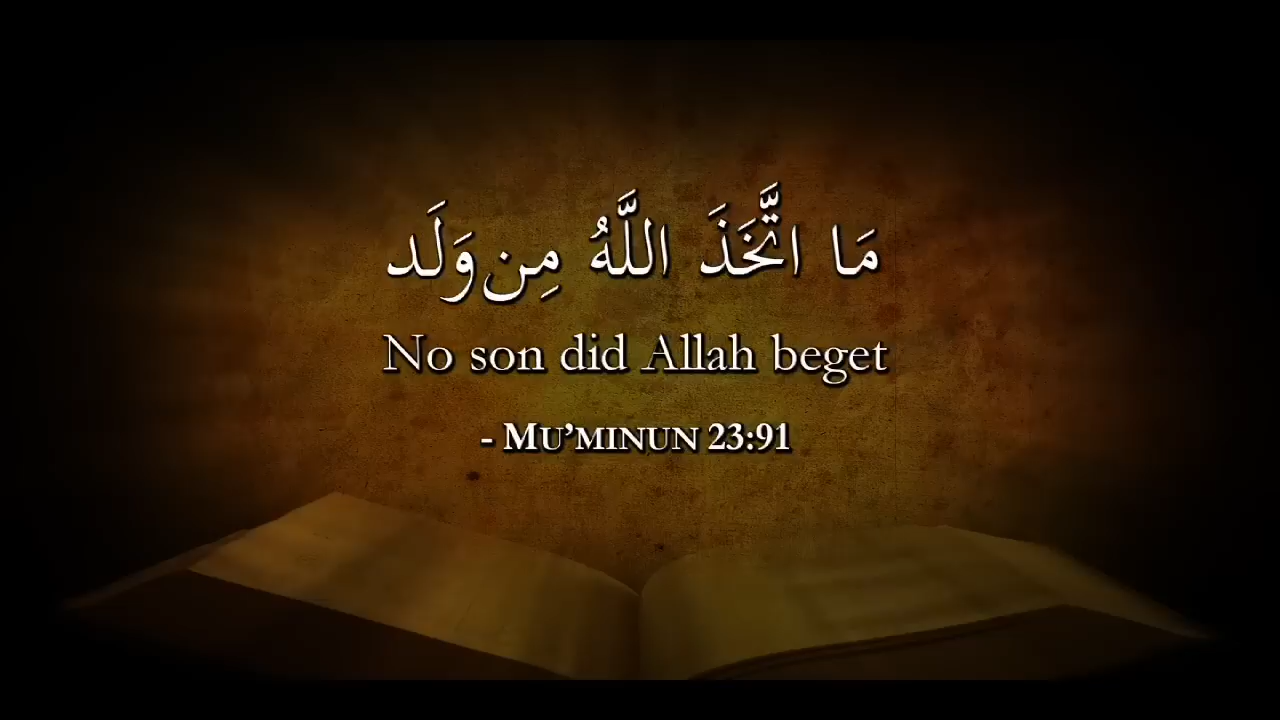 مَا اتَّخَذَ اللَّهُ مِن وَلَد
No son did Allah beget
- MU’MINUN 23:91